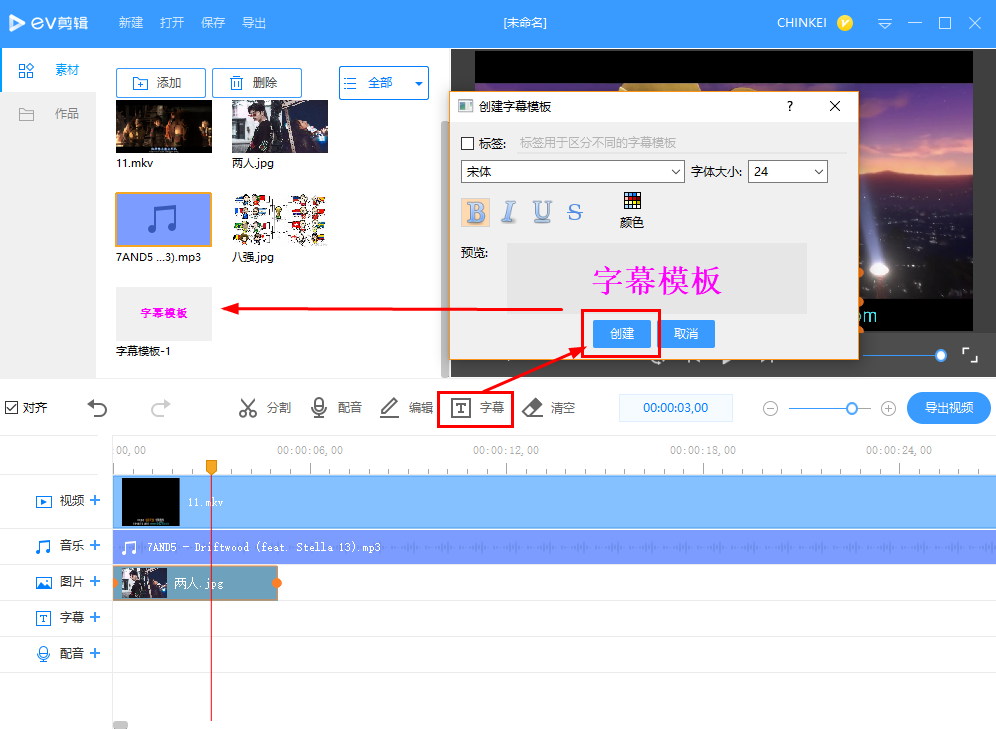 ev剪辑 新建 打开 保存 导出 [未命名] CHINKEI
素材
作品
添加 删除 全部
11.mkv 两人.jpg
7AND5 ...3).mp3 八强.jpg
字幕模板
字幕模板-1
创建字幕模板 ?
标签: 标签用于区分不同的字幕模板
宋体 字体大小: 24
B I U S
颜色
预览: 字幕模板
创建 取消
om
对齐 分割 配音 编辑 T 字幕 清空 00:00:03,00 导出视频
:00, 00 00:00:06, 00 00:00:12, 00 00:00:18, 00 00:00:24, 00
视频 11.mkv
音乐 7AND5 - Driftwood (feat. Stella 13).mp3
图片 两人.jpg
T 字幕
配音